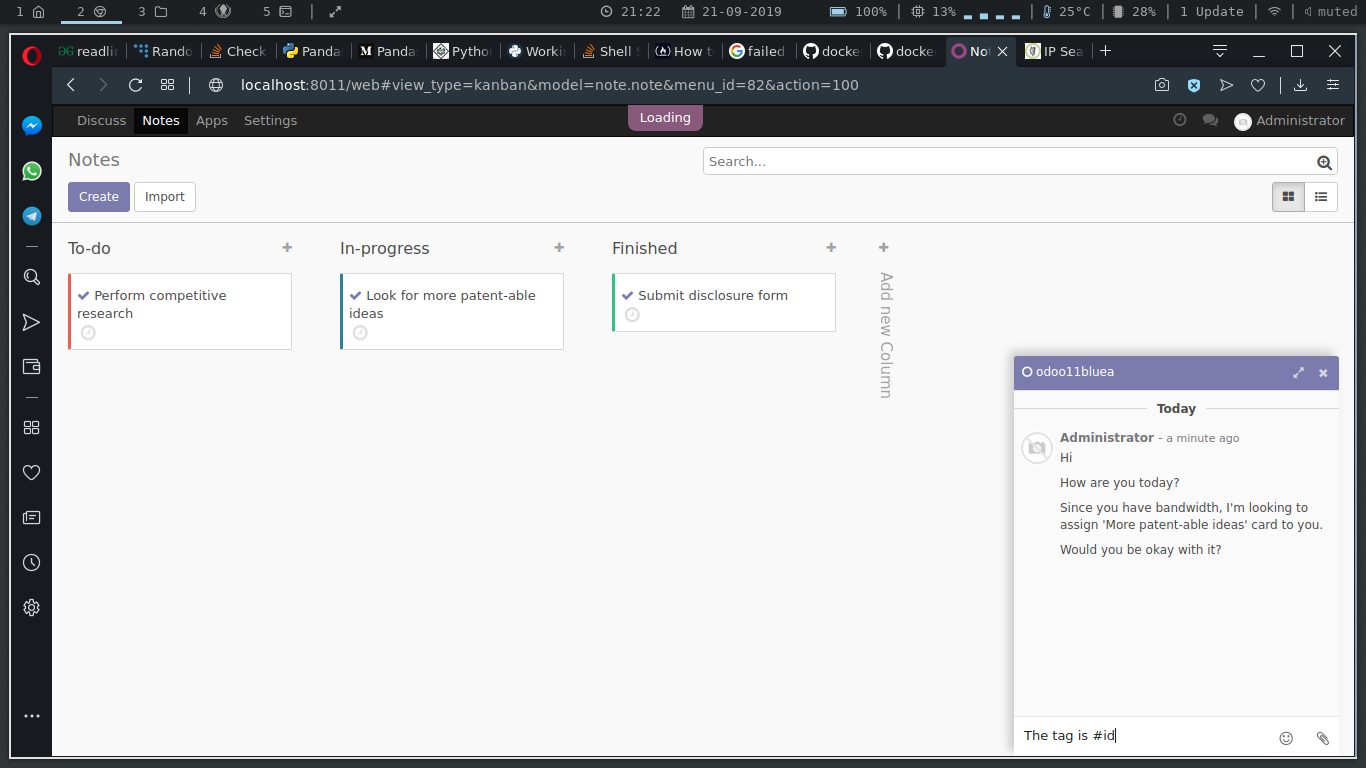 1 2 3 4 5 21:22 21-09-2019 100% 13% 25°C 28% 1 Update muted
readli Rando Check Panda Panda Pytho Worki Shell S How t failed docke docke Not IP Sea
localhost:8011/web#view_type=kanban&model=note.note&menu_id=82&action=100
Discuss Notes Apps Settings Loading Administrator
Notes Search...
Create Import
To-do In-progress Finished
Add new Column
Perform competitive
research
Look for more patent-able
ideas
Submit disclosure form
odoo11bluea
Today
Administrator - a minute ago
Hi
How are you today?
Since you have bandwidth, I'm looking to
assign 'More patent-able ideas' card to you.
Would you be okay with it?
The tag is #id